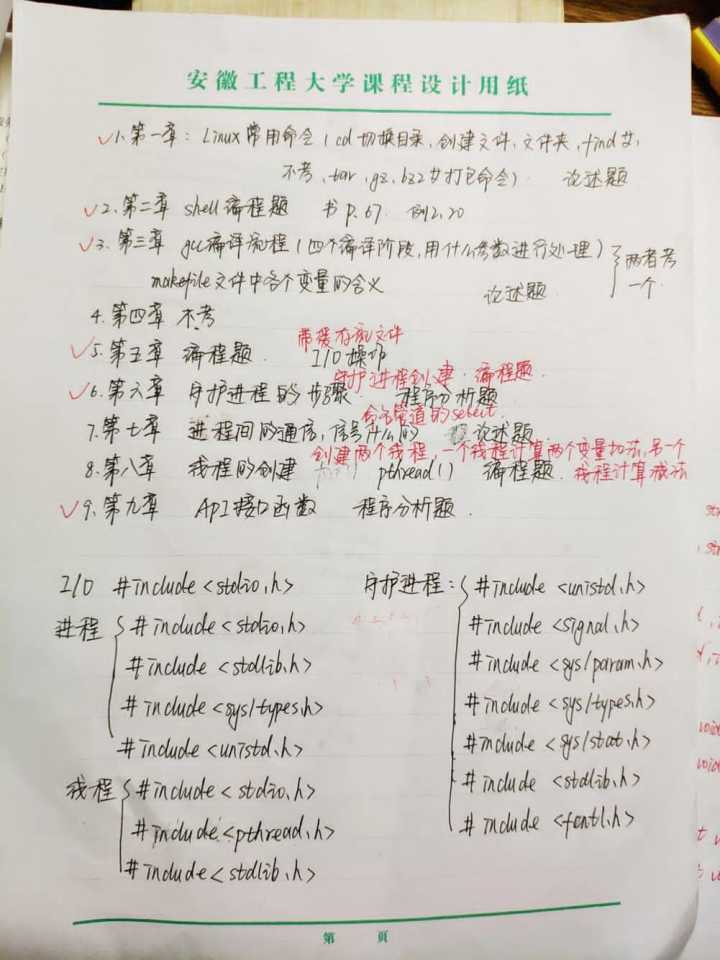 安徽工程大学课程设计用纸
√1.第一章: Linux常用命令(cd切换目录,创建文件,文件夹,find等,
不考,tar,gz,bz2等打包命令) 论述题
√2.第二章 shell编程题 书P.67. 例2.20
√3.第三章 gcc编译流程(四个编译阶段,用什么参数进行处理)
makefile文件中各个变量的含义 论述题
两者考一个.
4.第四章 不考
带缓存流文件
√5.第五章 编程题. I/O操作
守护进程创建. 编程题.
√6.第六章 守护进程的步骤. 程序分析题.
命名管道的select.
7.第七章 进程间的通信,信号什么的 论述题
创建两个线程,一个线程计算两个变量加法,另一个
8.第八章 线程的创建 pthread() 编程题. 线程计算减法
√9.第九章 API接口函数 程序分析题.
I/O #include <stdio.h>
进程 #include <stdio.h>
#include <stdlib.h>
#include <sys/types.h>
#include <unistd.h>
线程 #include <stdio.h>
#include <pthread.h>
#include <stdlib.h>
守护进程: #include <unistd.h>
#include <signal.h>
#include <sys/param.h>
#include <sys/types.h>
#include <sys/stat.h>
#include <stdlib.h>
#include <fcntl.h>
第 頁